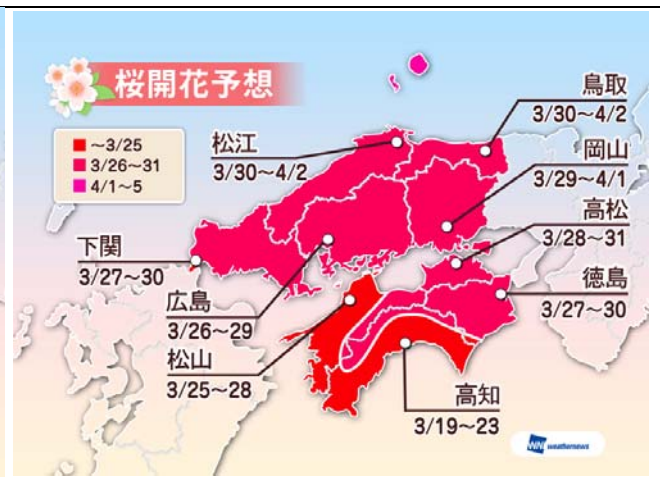 桜開花予想
～3/25
3/26～31
4/1～5
松江
3/30～4/2
鳥取
3/30～4/2
岡山
3/29～4/1
高松
3/28～31
徳島
3/27～30
下関
3/27～30
広島
3/26～29
松山
3/25～28
高知
3/19～23
WNI weathernews